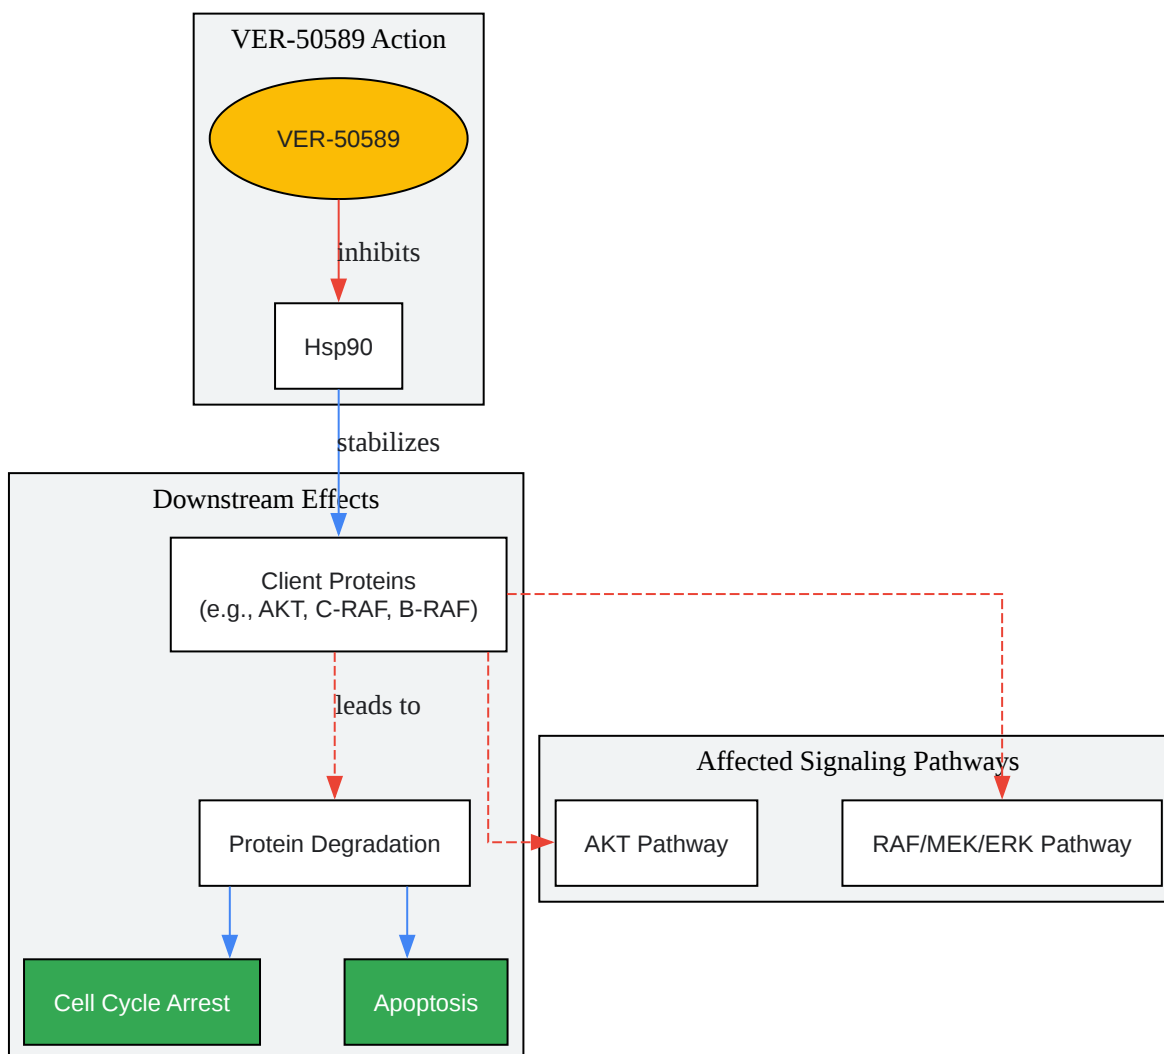 VER-50589 Action
VER-50589
inhibits
Hsp90
stabilizes
Downstream Effects
Client Proteins
(e.g., AKT, C-RAF, B-RAF)
leads to
Affected Signaling Pathways
Protein Degradation
AKT Pathway
RAF/MEK/ERK Pathway
Cell Cycle Arrest
Apoptosis